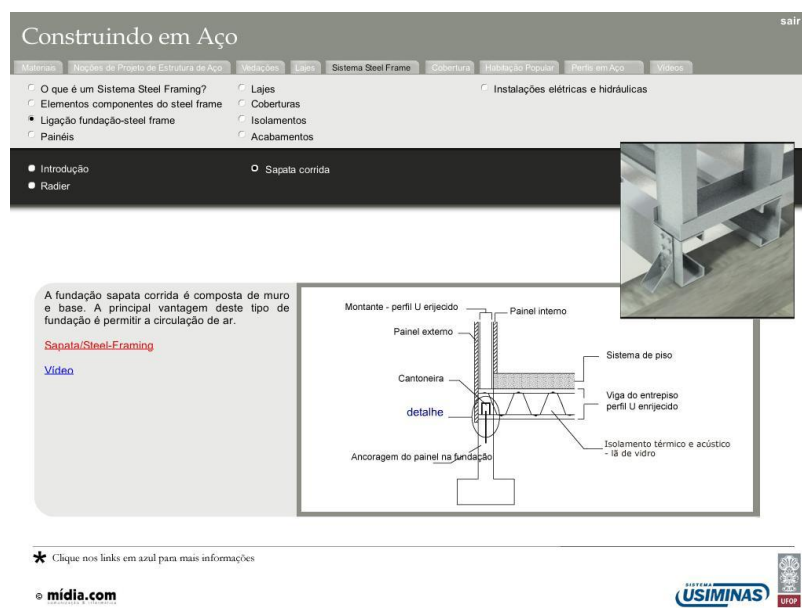 sair
Construindo em Aço
Materiais
Noções de Projeto de Estrutura de Aço
Vedações
Lajes
Sistema Steel Frame
Cobertura
Habitação Popular
Perfis em Aço
Vídeos
O que é um Sistema Steel Framing?
Elementos componentes do steel frame
Ligação fundação-steel frame
Painéis
Lajes
Coberturas
Isolamentos
Acabamentos
Instalações elétricas e hidráulicas
Introdução
Radier
Sapata corrida
A fundação sapata corrida é composta de muro
e base. A principal vantagem deste tipo de
fundação é permitir a circulação de ar.
Sapata/Steel-Framing
Vídeo
Montante - perfil U erijecido
Painel interno
Painel externo
Sistema de piso
Cantoneira
Viga do entrepiso
perfil U enrijecido
detalhe
Isolamento térmico e acústico
- lã de vidro
Ancoragem do painel na fundação
* Clique nos links em azul para mais informações
© mídia.com
SISTEMA
USIMINAS
UFOP